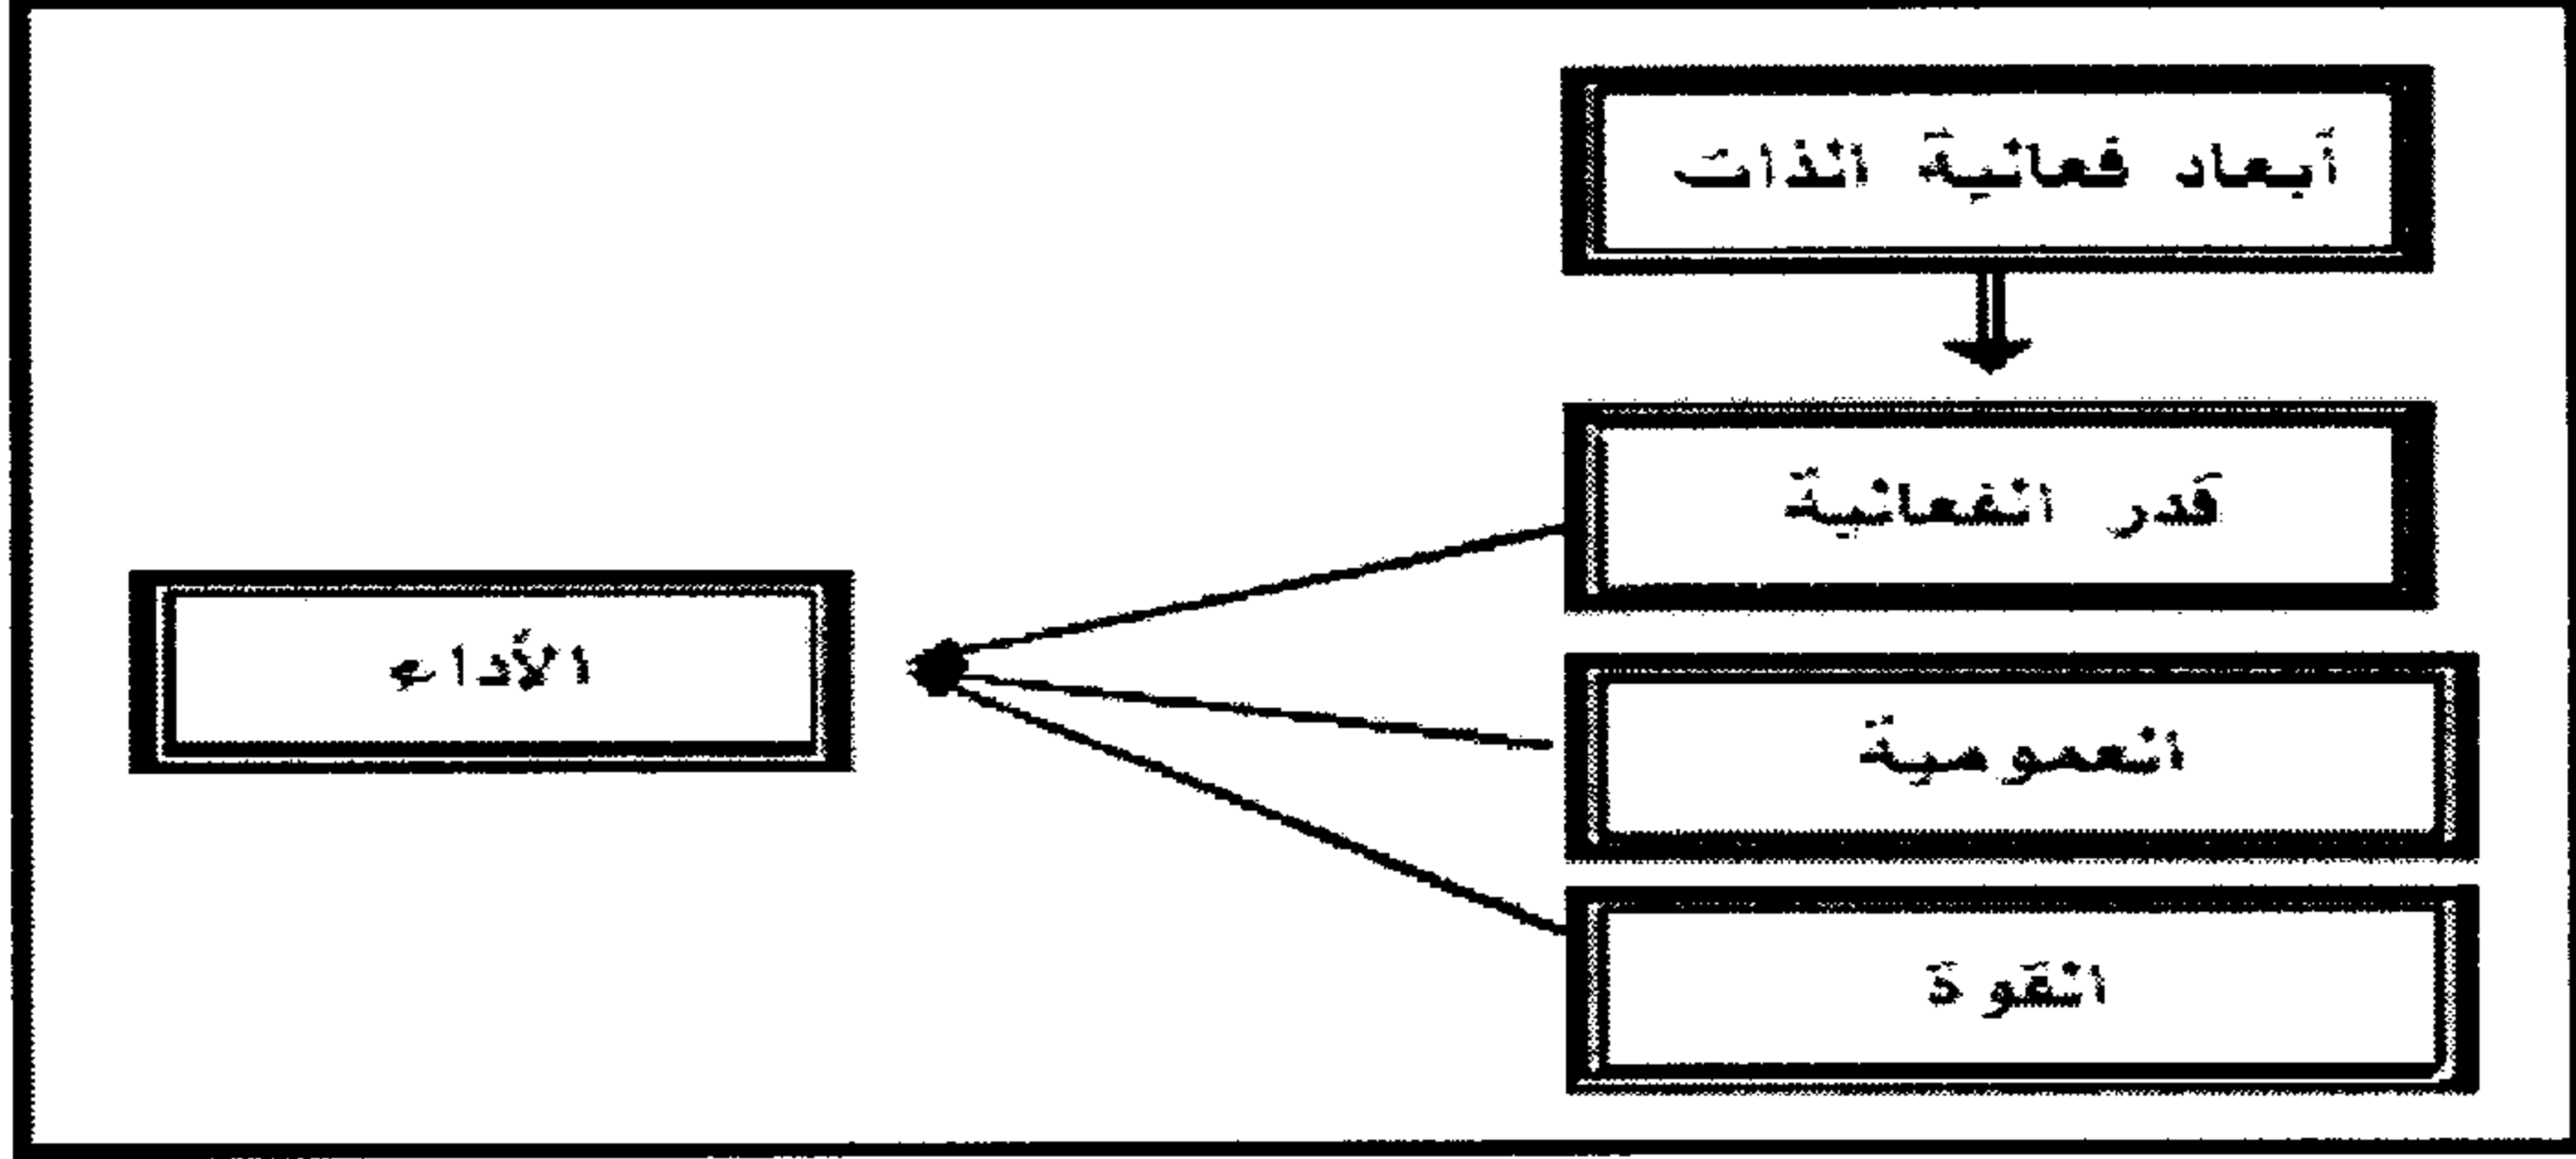 أبعاد فعالية الذات
قدر الفعالية
العمومية
القوة
الأداء